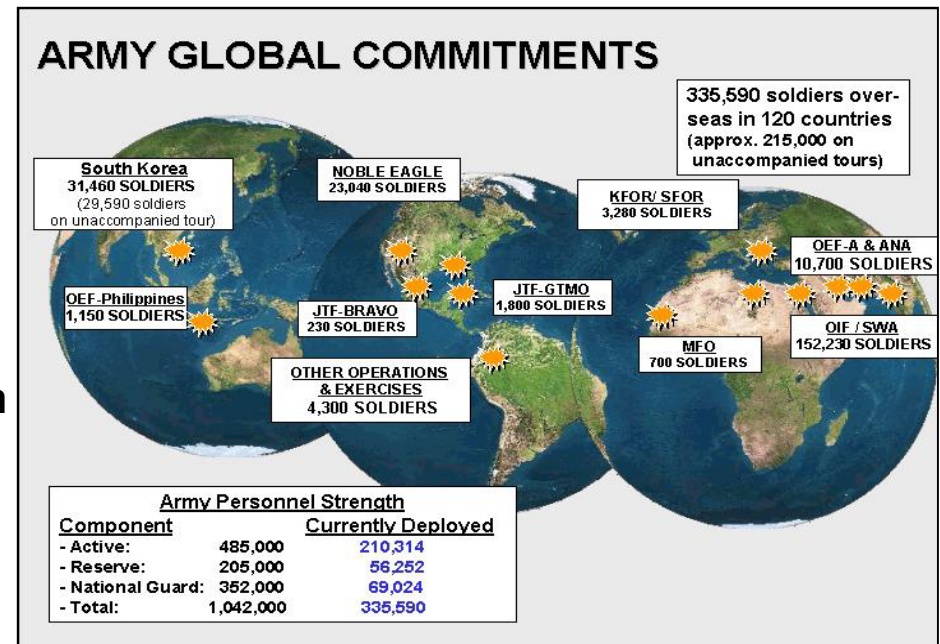 ARMY GLOBAL COMMITMENTS
335,590 soldiers over-
seas in 120 countries
(approx. 215,000 on
unaccompanied tours)
South Korea
31,460 SOLDIERS
(29,590 soldiers
on unaccompanied tour)
NOBLE EAGLE
23,040 SOLDIERS
KFOR/ SFOR
3,280 SOLDIERS
OEF-A & ANA
10,700 SOLDIERS
OEF-Philippines
1,150 SOLDIERS
JTF-BRAVO
230 SOLDIERS
JTF-GTMO
1,800 SOLDIERS
MFO
700 SOLDIERS
OIF / SWA
152,230 SOLDIERS
OTHER OPERATIONS
& EXERCISES
4,300 SOLDIERS
Army Personnel Strength
Component Currently Deployed
- Active: 485,000 210,314
- Reserve: 205,000 56,252
- National Guard: 352,000 69,024
- Total: 1,042,000 335,590